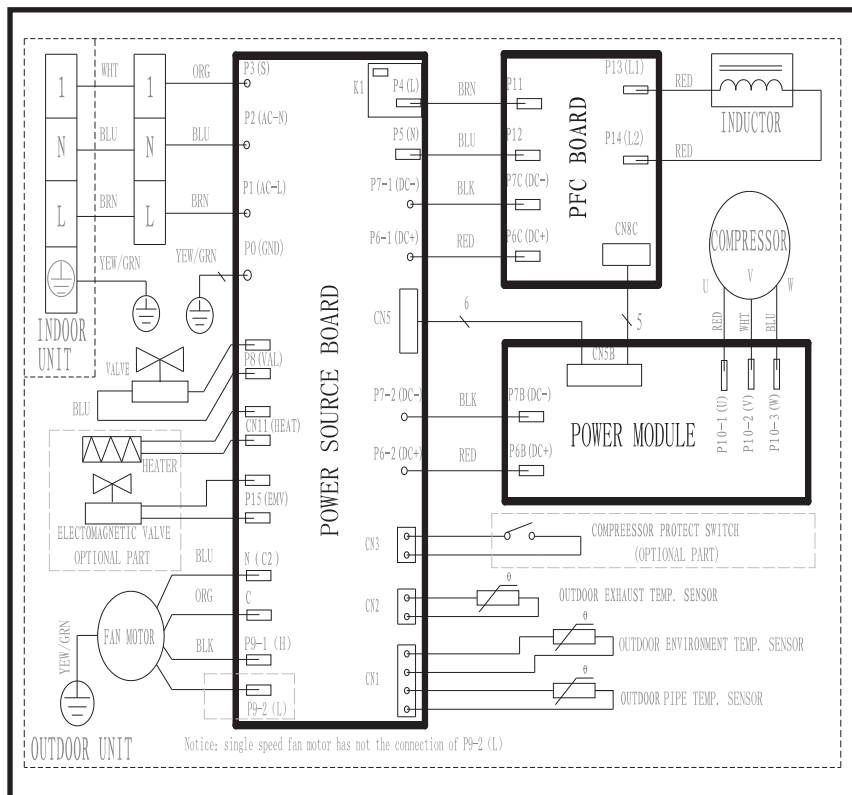 1
WHT
1
ORG
P3(S)
N
BLU
N
BLU
P2(AC-N)
L
BRN
L
BRN
P1(AC-L)
YEW/GRN
YEW/GRN
P0(GND)
INDOOR
UNIT
VALVE
BLU
P8(VAL)
CN11(HEAT)
HEATER
P15(EMV)
ELECTOMAGNETIC VALVE
OPTIONAL PART
BLU
N(C2)
ORG
C
FAN MOTOR
BLK
P9-1(H)
YEW/GRN
P9-2(L)
OUTDOOR UNIT
Notice: single speed fan motor has not the connection of P9-2(L)
POWER SOURCE BOARD
K1
P4(L)
P5(N)
P7-1(DC-)
P6-1(DC+)
CN5
P7-2(DC-)
P6-2(DC+)
CN3
CN2
CN1
BRN
BLU
BLK
RED
6
5
BLK
RED
P11
P12
P7C(DC-)
P6C(DC+)
PFC BOARD
P13(L1)
P14(L2)
CN8C
RED
RED
INDUCTOR
COMPRESSOR
U
V
W
RED
WHT
BLU
CN5B
P7B(DC-)
P6B(DC+)
POWER MODULE
P10-1(U)
P10-2(V)
P10-3(W)
COMPREESSOR PROTECT SWITCH
(OPTIONAL PART)
θ
OUTDOOR EXHAUST TEMP. SENSOR
θ
OUTDOOR ENVIRONMENT TEMP. SENSOR
θ
OUTDOOR PIPE TEMP. SENSOR